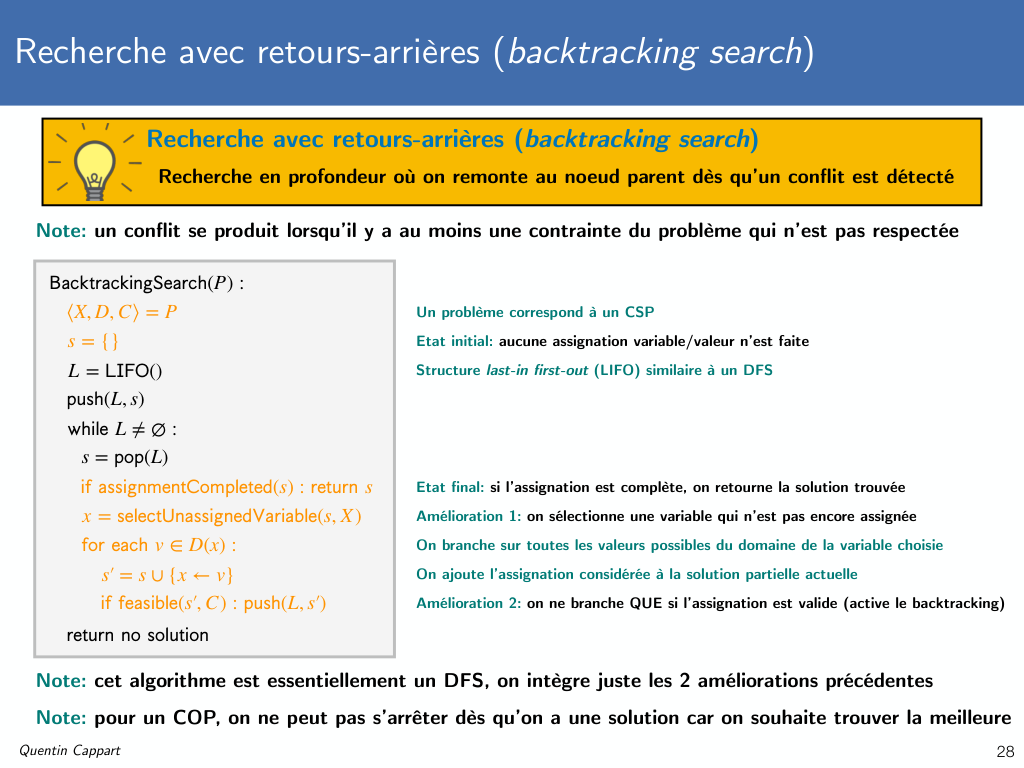 Recherche avec retours-arrières (backtracking search)
Recherche avec retours-arrières (backtracking search)
Recherche en profondeur où on remonte au noeud parent dès qu'un conflit est détecté
Note: un conflit se produit lorsqu'il y a au moins une contrainte du problème qui n'est pas respectée
BacktrackingSearch(P) :
⟨X, D, C⟩ = P Un problème correspond à un CSP
s = {} Etat initial: aucune assignation variable/valeur n'est faite
L = LIFO() Structure last-in first-out (LIFO) similaire à un DFS
push(L, s)
while L ≠ ∅ :
s = pop(L)
if assignmentCompleted(s) : return s Etat final: si l'assignation est complète, on retourne la solution trouvée
x = selectUnassignedVariable(s, X) Amélioration 1: on sélectionne une variable qui n'est pas encore assignée
for each v ∈ D(x) : On branche sur toutes les valeurs possibles du domaine de la variable choisie
s′ = s ∪ {x ← v} On ajoute l'assignation considérée à la solution partielle actuelle
if feasible(s′, C) : push(L, s′) Amélioration 2: on ne branche QUE si l'assignation est valide (active le backtracking)
return no solution
Note: cet algorithme est essentiellement un DFS, on intègre juste les 2 améliorations précédentes
Note: pour un COP, on ne peut pas s'arrêter dès qu'on a une solution car on souhaite trouver la meilleure
Quentin Cappart 28